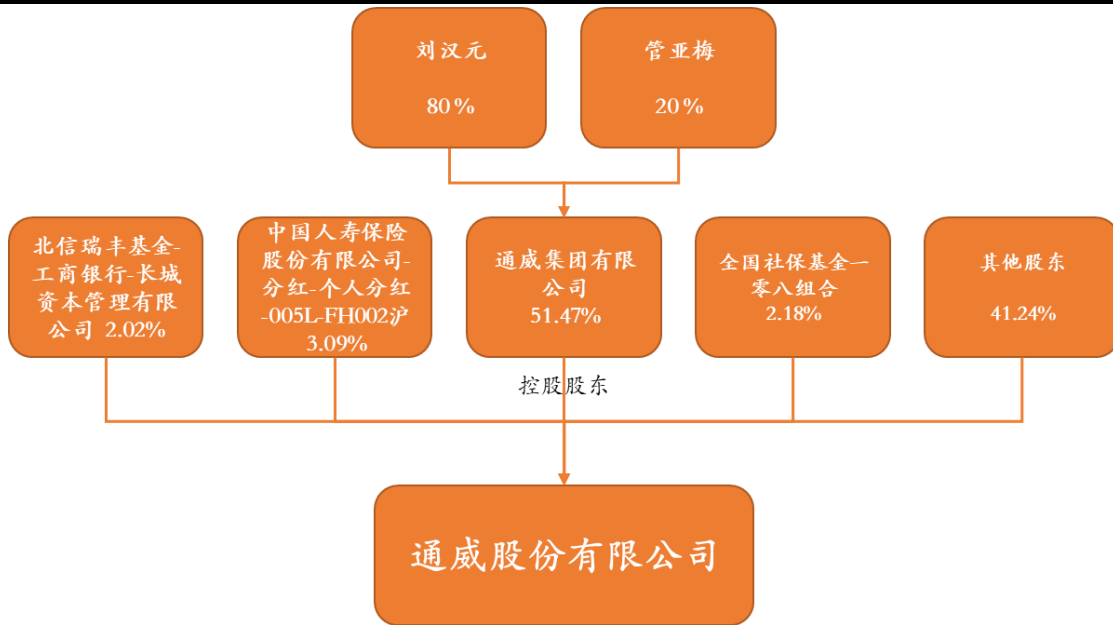 刘汉元
80%
管亚梅
20%
北信瑞丰基金-
工商银行-长城
资本管理有限
公司 2.02%
中国人寿保险
股份有限公司-
分红-个人分红
-005L-FH002沪
3.09%
通威集团有限
公司
51.47%
全国社保基金一
零八组合
2.18%
其他股东
41.24%
控股股东
通威股份有限公司